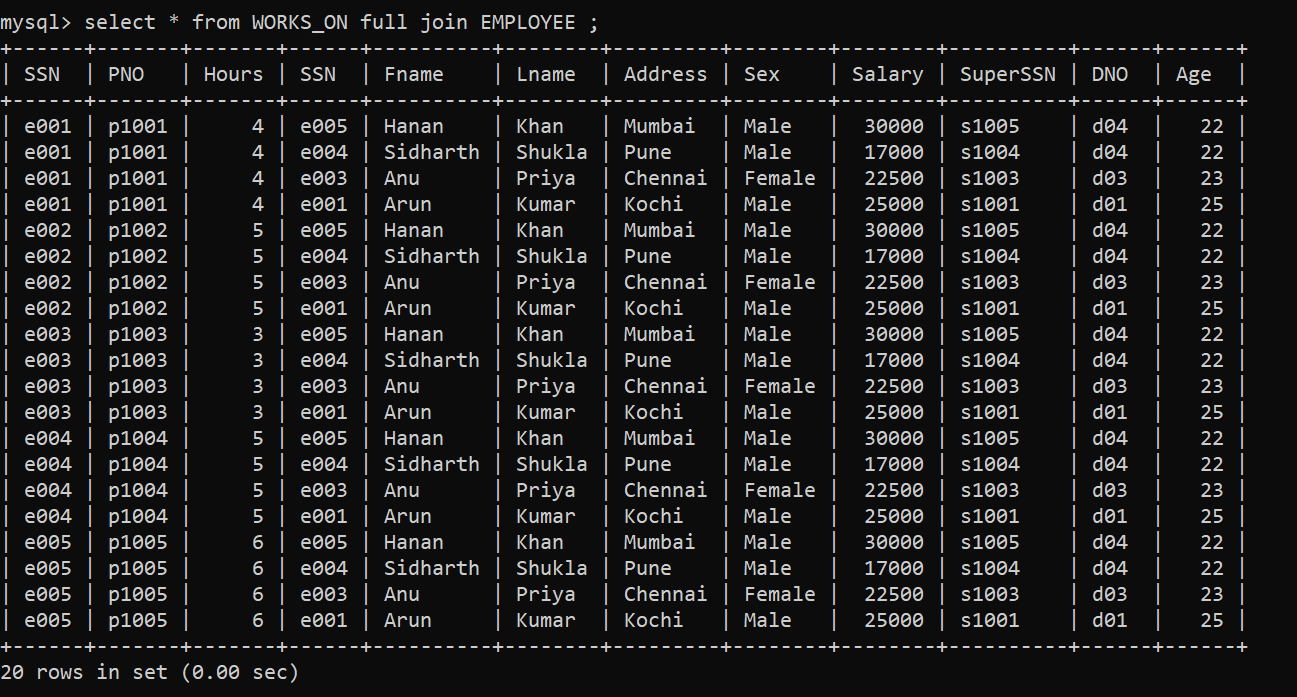 mysql> select * from WORKS_ON full join EMPLOYEE ;
+------+-------+-------+------+----------+--------+---------+--------+--------+----------+------+------+
| SSN  | PNO   | Hours | SSN  | Fname    | Lname  | Address | Sex    | Salary | SuperSSN | DNO  | Age  |
+------+-------+-------+------+----------+--------+---------+--------+--------+----------+------+------+
| e001 | p1001 |     4 | e005 | Hanan    | Khan   | Mumbai  | Male   |  30000 | s1005    | d04  |   22 |
| e001 | p1001 |     4 | e004 | Sidharth | Shukla | Pune    | Male   |  17000 | s1004    | d04  |   22 |
| e001 | p1001 |     4 | e003 | Anu      | Priya  | Chennai | Female |  22500 | s1003    | d03  |   23 |
| e001 | p1001 |     4 | e001 | Arun     | Kumar  | Kochi   | Male   |  25000 | s1001    | d01  |   25 |
| e002 | p1002 |     5 | e005 | Hanan    | Khan   | Mumbai  | Male   |  30000 | s1005    | d04  |   22 |
| e002 | p1002 |     5 | e004 | Sidharth | Shukla | Pune    | Male   |  17000 | s1004    | d04  |   22 |
| e002 | p1002 |     5 | e003 | Anu      | Priya  | Chennai | Female |  22500 | s1003    | d03  |   23 |
| e002 | p1002 |     5 | e001 | Arun     | Kumar  | Kochi   | Male   |  25000 | s1001    | d01  |   25 |
| e003 | p1003 |     3 | e005 | Hanan    | Khan   | Mumbai  | Male   |  30000 | s1005    | d04  |   22 |
| e003 | p1003 |     3 | e004 | Sidharth | Shukla | Pune    | Male   |  17000 | s1004    | d04  |   22 |
| e003 | p1003 |     3 | e003 | Anu      | Priya  | Chennai | Female |  22500 | s1003    | d03  |   23 |
| e003 | p1003 |     3 | e001 | Arun     | Kumar  | Kochi   | Male   |  25000 | s1001    | d01  |   25 |
| e004 | p1004 |     5 | e005 | Hanan    | Khan   | Mumbai  | Male   |  30000 | s1005    | d04  |   22 |
| e004 | p1004 |     5 | e004 | Sidharth | Shukla | Pune    | Male   |  17000 | s1004    | d04  |   22 |
| e004 | p1004 |     5 | e003 | Anu      | Priya  | Chennai | Female |  22500 | s1003    | d03  |   23 |
| e004 | p1004 |     5 | e001 | Arun     | Kumar  | Kochi   | Male   |  25000 | s1001    | d01  |   25 |
| e005 | p1005 |     6 | e005 | Hanan    | Khan   | Mumbai  | Male   |  30000 | s1005    | d04  |   22 |
| e005 | p1005 |     6 | e004 | Sidharth | Shukla | Pune    | Male   |  17000 | s1004    | d04  |   22 |
| e005 | p1005 |     6 | e003 | Anu      | Priya  | Chennai | Female |  22500 | s1003    | d03  |   23 |
| e005 | p1005 |     6 | e001 | Arun     | Kumar  | Kochi   | Male   |  25000 | s1001    | d01  |   25 |
+------+-------+-------+------+----------+--------+---------+--------+--------+----------+------+------+
20 rows in set (0.00 sec)